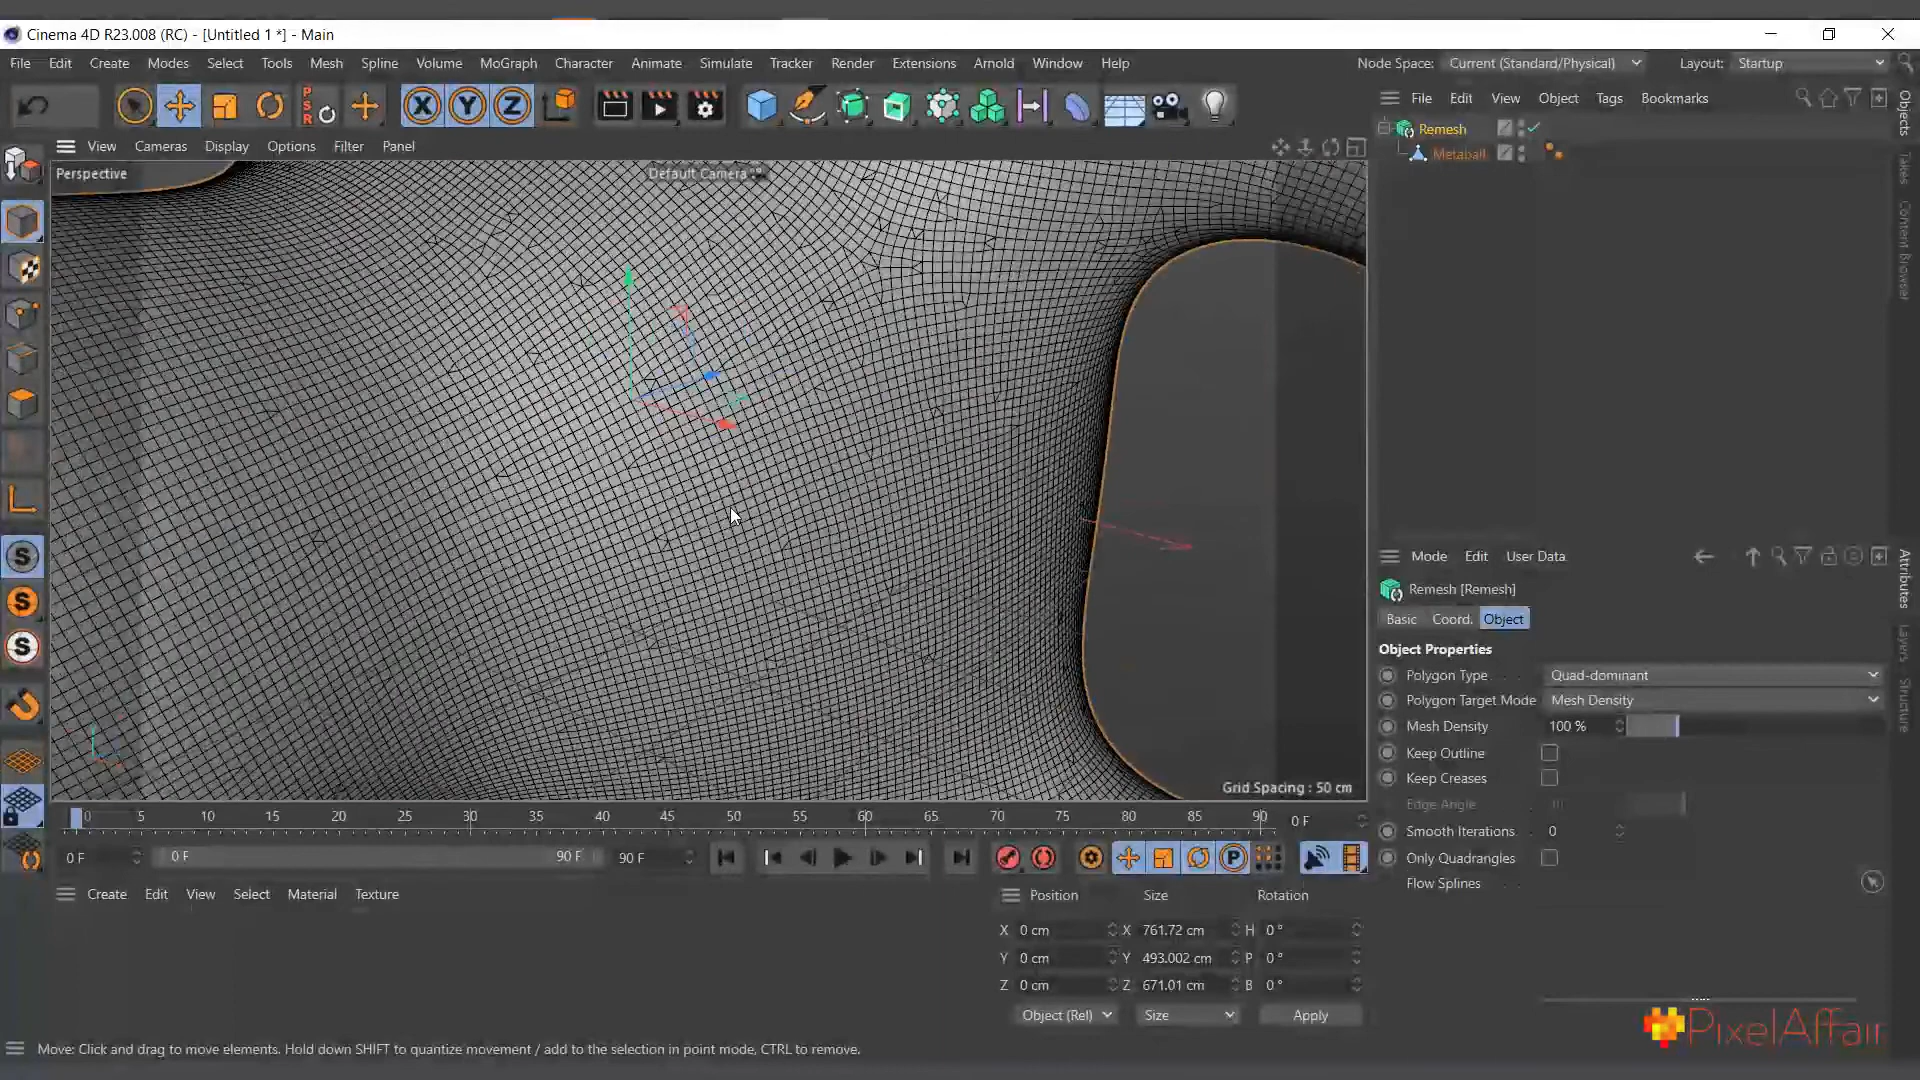 Cinema 4D R23.008 (RC) - [Untitled 1 *] - Main
File Edit Create Modes Select Tools Mesh Spline Volume MoGraph Character Animate Simulate Tracker Render Extensions Arnold Window Help Node Space: Current (Standard/Physical) Layout: Startup
PSR X Y Z
File Edit View Object Tags Bookmarks
Remesh
Metaball
View Cameras Display Options Filter Panel
Perspective
Default Camera
Grid Spacing : 50 cm
Objects
Takes
Content Browser
Attributes
Layers
Structure
S
S
S
Mode Edit User Data
Remesh [Remesh]
Basic Coord. Object
Object Properties
Polygon Type Quad-dominant
Polygon Target Mode Mesh Density
Mesh Density 100 %
Keep Outline
Keep Creases
Edge Angle
Smooth Iterations 0
Only Quadrangles
Flow Splines
0 5 10 15 20 25 30 35 40 45 50 55 60 65 70 75 80 85 90 0 F
0 F 0 F 90 F 90 F P
Create Edit View Select Material Texture
Position Size Rotation
X 0 cm X 761.72 cm H 0 °
Y 0 cm Y 493.002 cm P 0 °
Z 0 cm Z 671.01 cm B 0 °
Object (Rel) Size Apply
PixelAffair
Move: Click and drag to move elements. Hold down SHIFT to quantize movement / add to the selection in point mode, CTRL to remove.